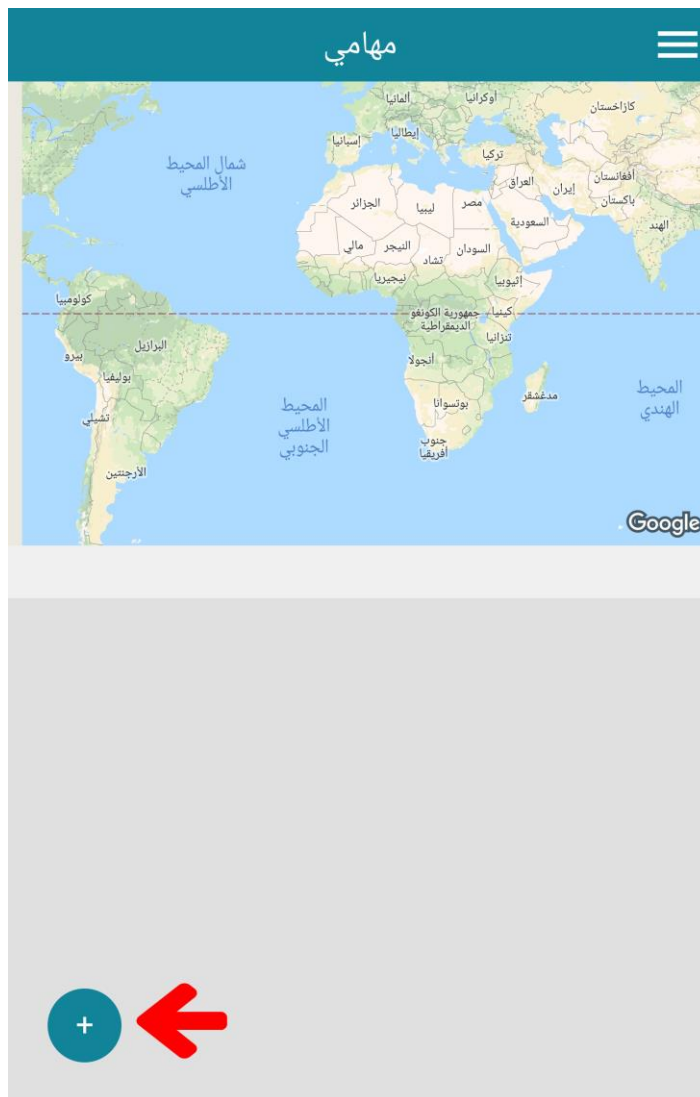 مهامي
أوكرانيا
ألمانيا
كازاخستان
إيطاليا
إسبانيا
تركيا
شمال المحيط
الأطلسي
أفغانستان
العراق
إيران
باكستان
الجزائر
ليبيا
مصر
السعودية
الهند
مالي
النيجر
تشاد
السودان
نيجيريا
إثيوبيا
كولومبيا
كينيا
جمهورية الكونغو
الديمقراطية
تنزانيا
البرازيل
بيرو
أنجولا
بوليفيا
المحيط
الهندي
مدغشقر
بوتسوانا
المحيط
الأطلسي
الجنوبي
تشيلي
جنوب
أفريقيا
الأرجنتين
Google
+